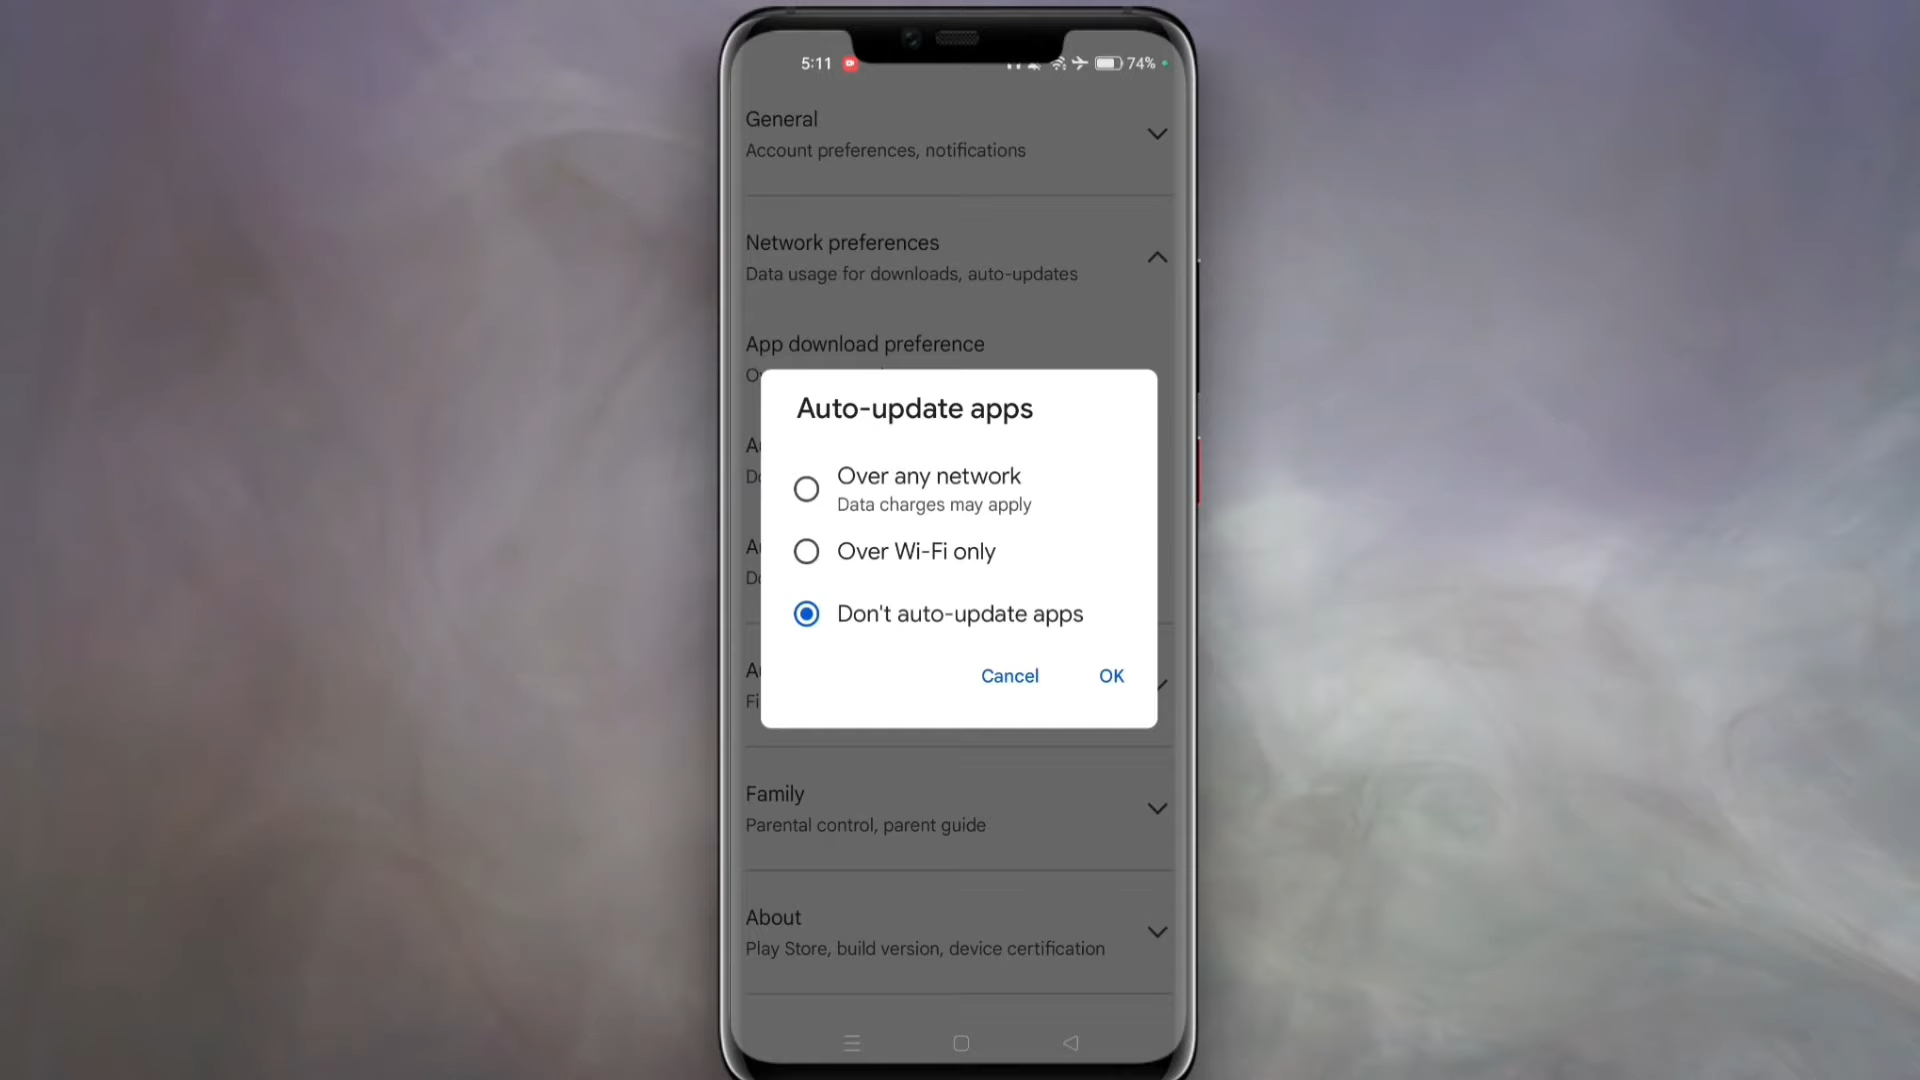 5:11
74%
General
Account preferences, notifications
Network preferences
Data usage for downloads, auto-updates
App download preference
Auto-update apps
Over any network
Data charges may apply
Over Wi-Fi only
Don't auto-update apps
Cancel
OK
Family
Parental control, parent guide
About
Play Store, build version, device certification